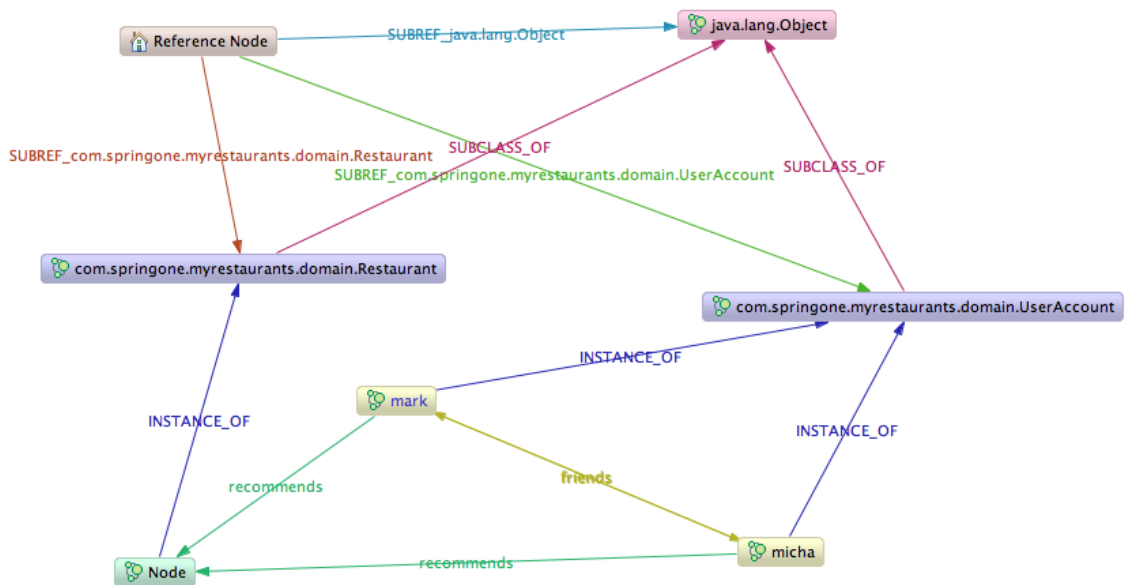 java.lang.Object
Reference Node
SUBREF_java.lang.Object
SUBCLASS_OF
SUBREF_com.springone.myrestaurants.domain.Restaurant
SUBREF_com.springone.myrestaurants.domain.UserAccount
SUBCLASS_OF
com.springone.myrestaurants.domain.Restaurant
com.springone.myrestaurants.domain.UserAccount
INSTANCE_OF
mark
INSTANCE_OF
INSTANCE_OF
friends
recommends
micha
recommends
Node